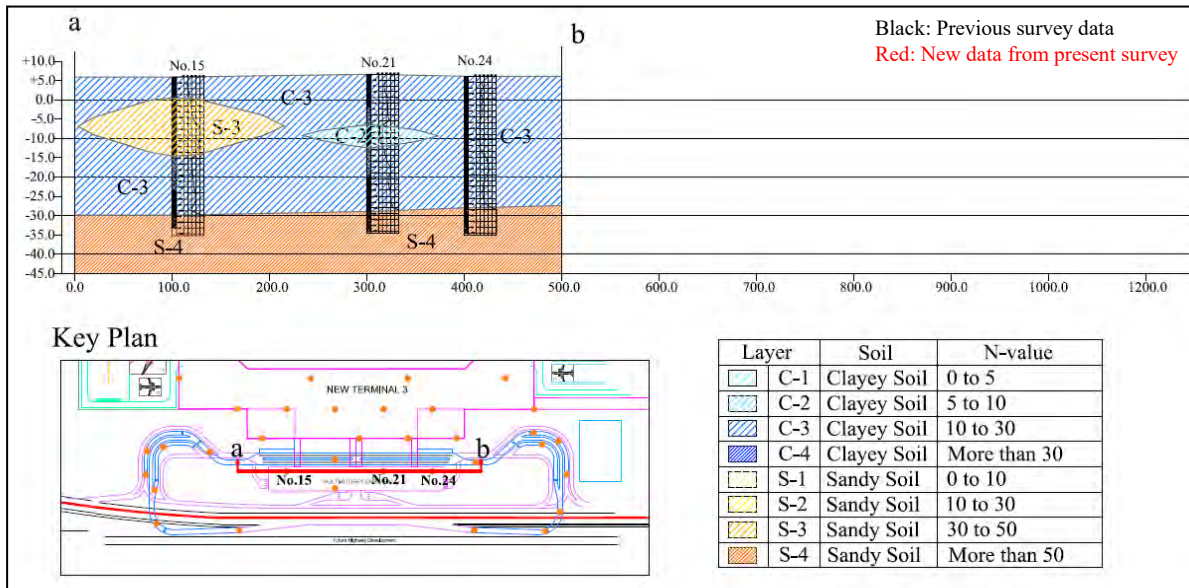 a
b
Black: Previous survey data
Red: New data from present survey
No.15
No.21
No.24
+10.0
+5.0
0.0
-5.0
-10.0
-15.0
-20.0
-25.0
-30.0
-35.0
-40.0
-45.0
C-3
S-3
C-2
C-3
C-3
S-4
S-4
0.0 100.0 200.0 300.0 400.0 500.0 600.0 700.0 800.0 900.0 1000.0 1100.0 1200.0
Key Plan
NEW TERMINAL 3
a
b
No.15
No.21
No.24
Future Highway Development
Layer Soil N-value
C-1 Clayey Soil 0 to 5
C-2 Clayey Soil 5 to 10
C-3 Clayey Soil 10 to 30
C-4 Clayey Soil More than 30
S-1 Sandy Soil 0 to 10
S-2 Sandy Soil 10 to 30
S-3 Sandy Soil 30 to 50
S-4 Sandy Soil More than 50